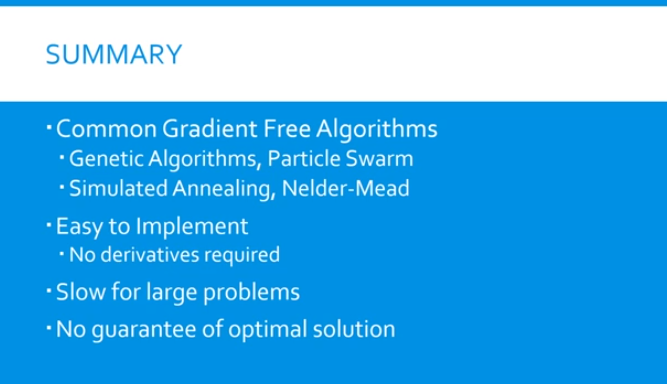 SUMMARY
▪ Common Gradient Free Algorithms
▪ Genetic Algorithms, Particle Swarm
▪ Simulated Annealing, Nelder-Mead
▪ Easy to Implement
▪ No derivatives required
▪ Slow for large problems
▪ No guarantee of optimal solution